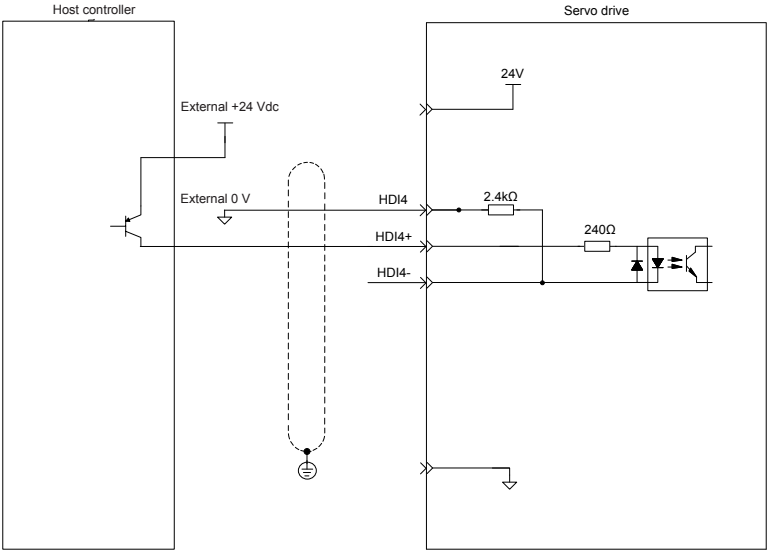 Host controller
Servo drive
24V
External +24 Vdc
External 0 V
HDI4
2.4kΩ
HDI4+
240Ω
HDI4-